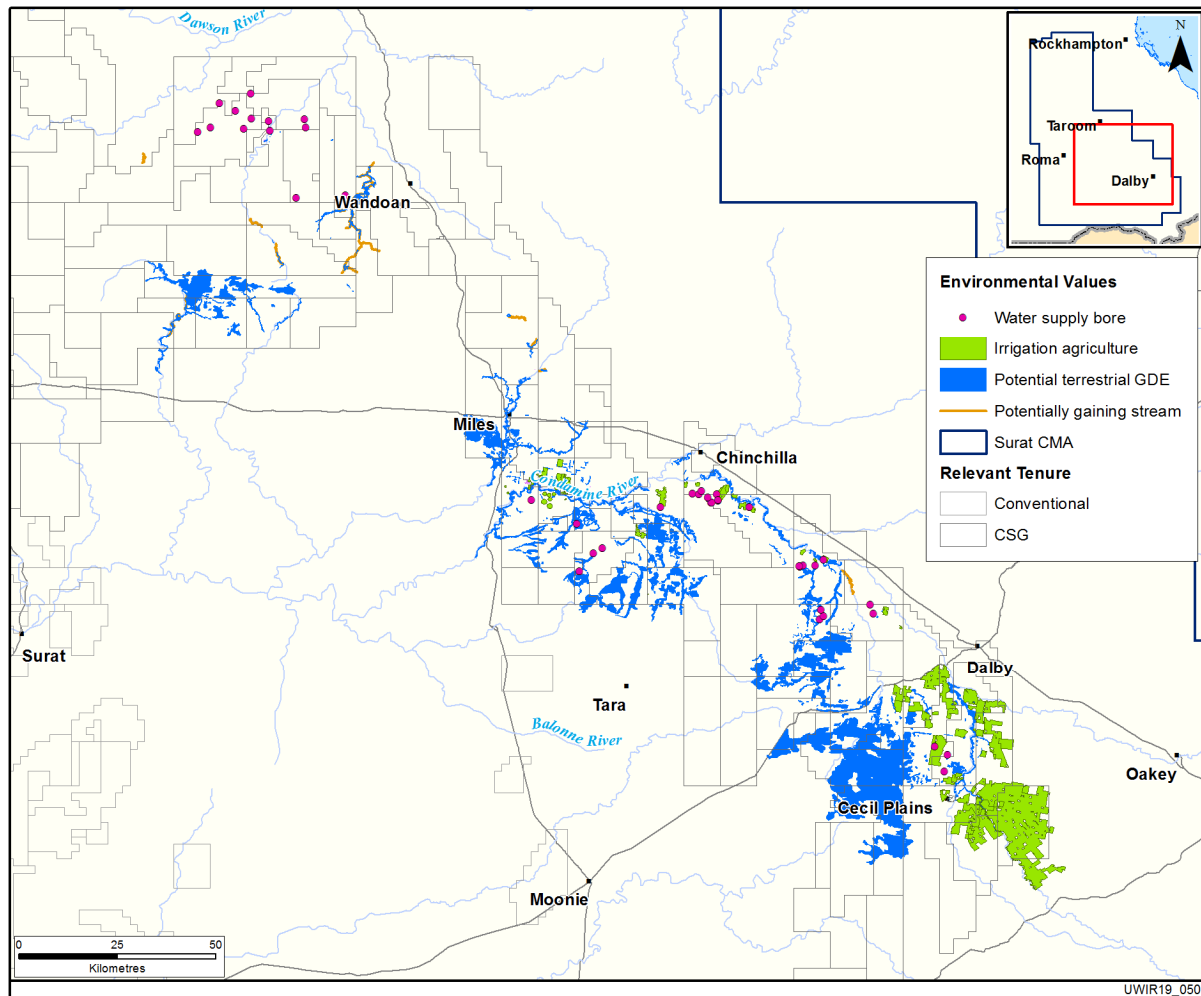 Dawson River
N
Rockhampton
Taroom
Roma
Dalby
Wandoan
Environmental Values
Water supply bore
Irrigation agriculture
Potential terrestrial GDE
Potentially gaining stream
Surat CMA
Relevant Tenure
Conventional
CSG
Miles
Chinchilla
Condamine River
Surat
Dalby
Tara
Balonne River
Oakey
Cecil Plains
Moonie
0 25 50
Kilometres
UWIR19_050